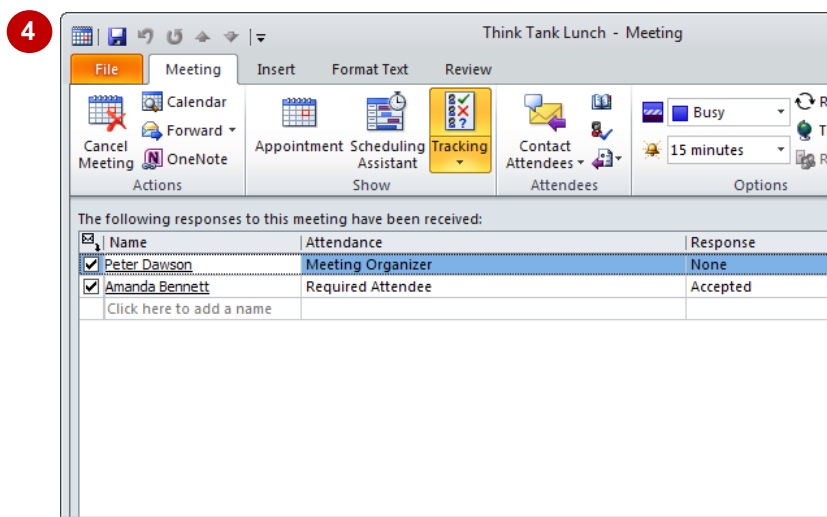 4
Think Tank Lunch - Meeting
File Meeting Insert Format Text Review
Cancel Meeting
Calendar
Forward
OneNote
Actions
Appointment
Scheduling Assistant
Tracking
Show
Contact Attendees
Attendees
Busy
15 minutes
R
T
R
Options
The following responses to this meeting have been received:
Name Attendance Response
Peter Dawson Meeting Organizer None
Amanda Bennett Required Attendee Accepted
Click here to add a name